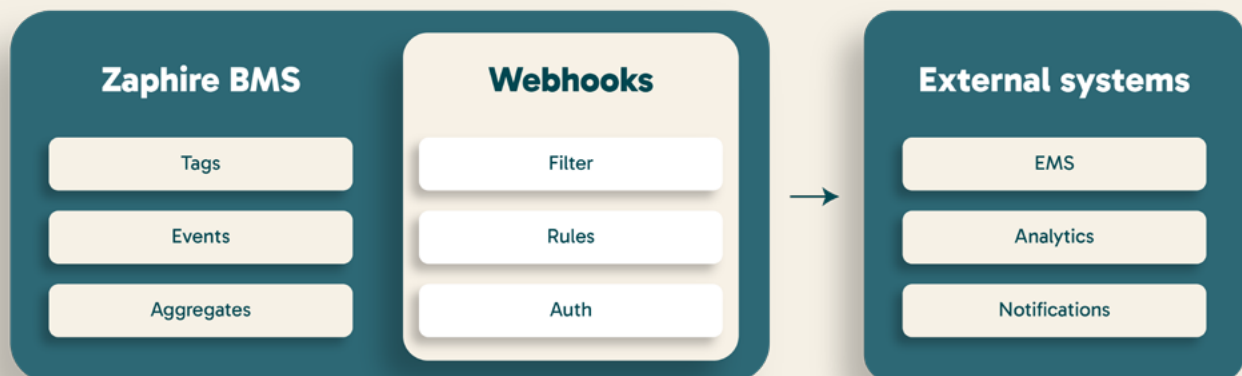 Zaphire BMS
Tags
Events
Aggregates
Webhooks
Filter
Rules
Auth
External systems
EMS
Analytics
Notifications